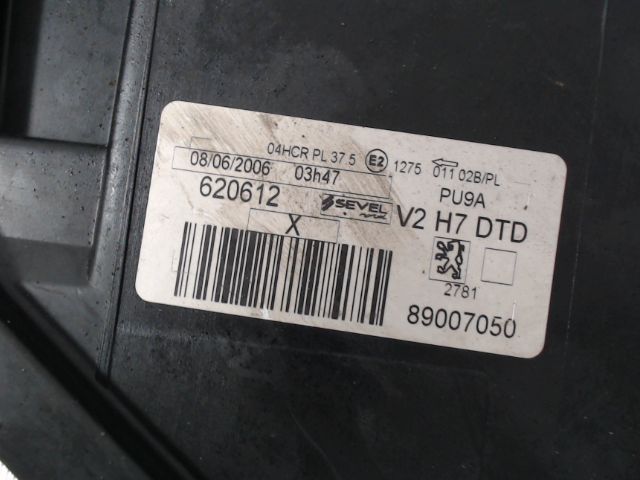 04HCR PL 37.5 E2 1275 011 02B/PL
08/06/2006 03h47 PU9A
620612 SEVEL V2 H7 DTD
X
2781
89007050